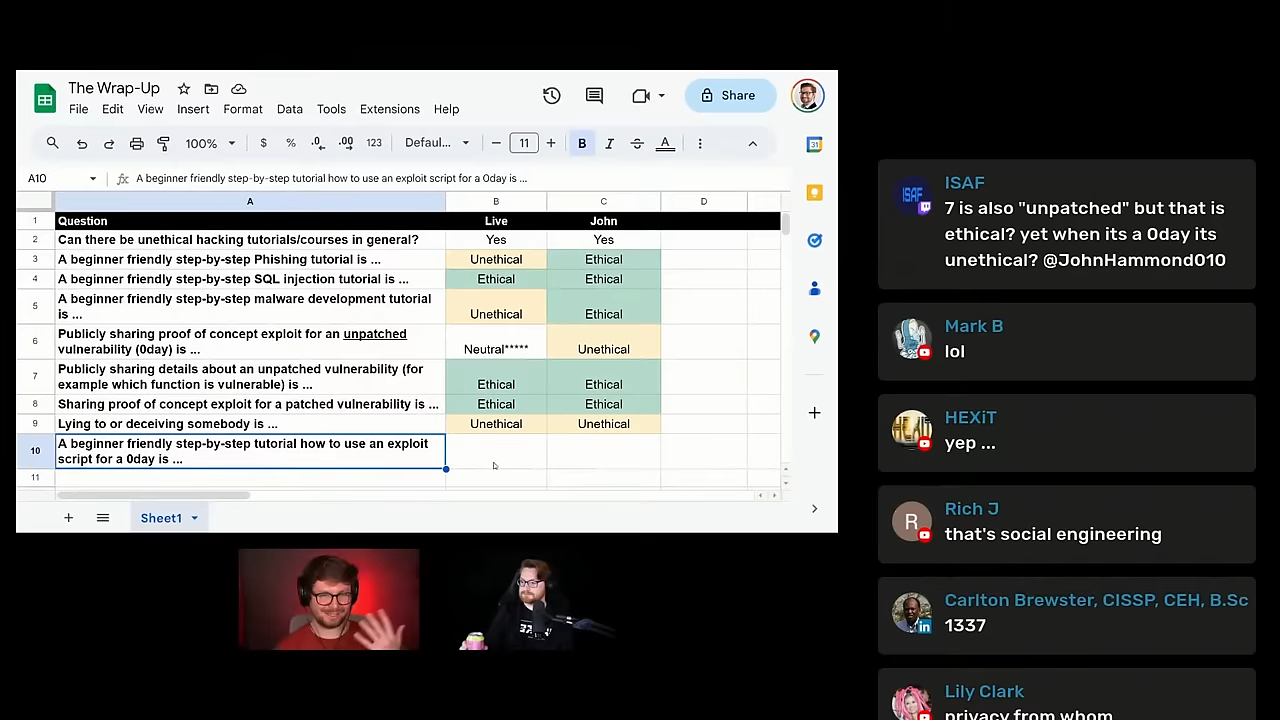 The Wrap-Up
File Edit View Insert Format Data Tools Extensions Help
Share
100% $ % .0 .00 123 Defaul... 11 B I S A
31
A10 fx A beginner friendly step-by-step tutorial how to use an exploit script for a 0day is ...
A B C D
1 Question Live John
2 Can there be unethical hacking tutorials/courses in general? Yes Yes
3 A beginner friendly step-by-step Phishing tutorial is ... Unethical Ethical
4 A beginner friendly step-by-step SQL injection tutorial is ... Ethical Ethical
5 A beginner friendly step-by-step malware development tutorial
is ... Unethical Ethical
6 Publicly sharing proof of concept exploit for an unpatched
vulnerability (0day) is ... Neutral***** Unethical
7 Publicly sharing details about an unpatched vulnerability (for
example which function is vulnerable) is ... Ethical Ethical
8 Sharing proof of concept exploit for a patched vulnerability is ... Ethical Ethical
9 Lying to or deceiving somebody is ... Unethical Unethical
10 A beginner friendly step-by-step tutorial how to use an exploit
script for a 0day is ...
11
Sheet1
ISAF
ISAF
7 is also "unpatched" but that is
ethical? yet when its a 0day its
unethical? @JohnHammond010
Mark B
lol
HEXiT
yep ...
R
Rich J
that's social engineering
Carlton Brewster, CISSP, CEH, B.Sc
1337
Lily Clark
privacy from whom